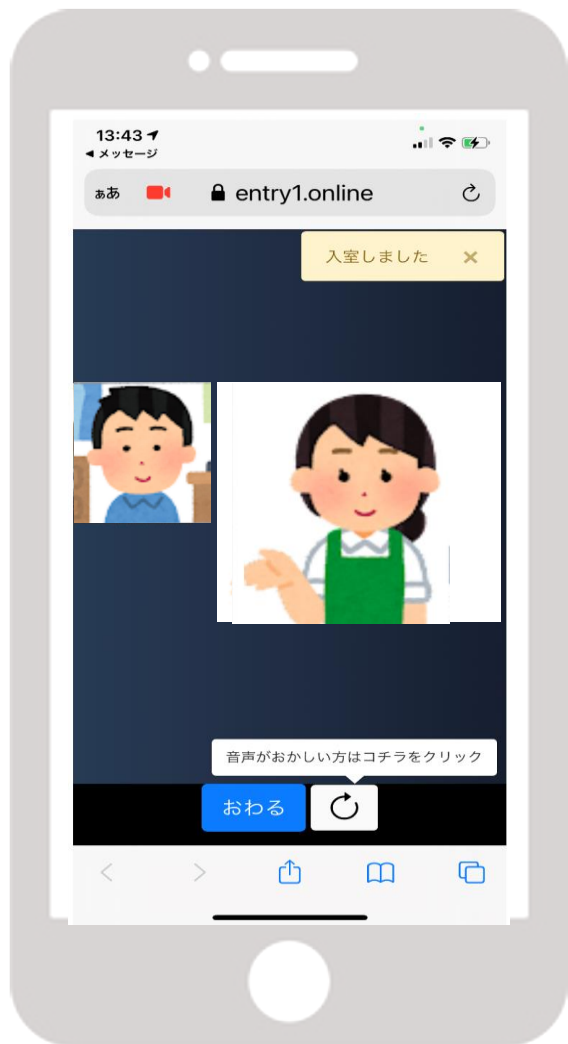 13:43
◀ メッセージ
ぁあ
entry1.online
入室しました ×
音声がおかしい方はコチラをクリック
おわる